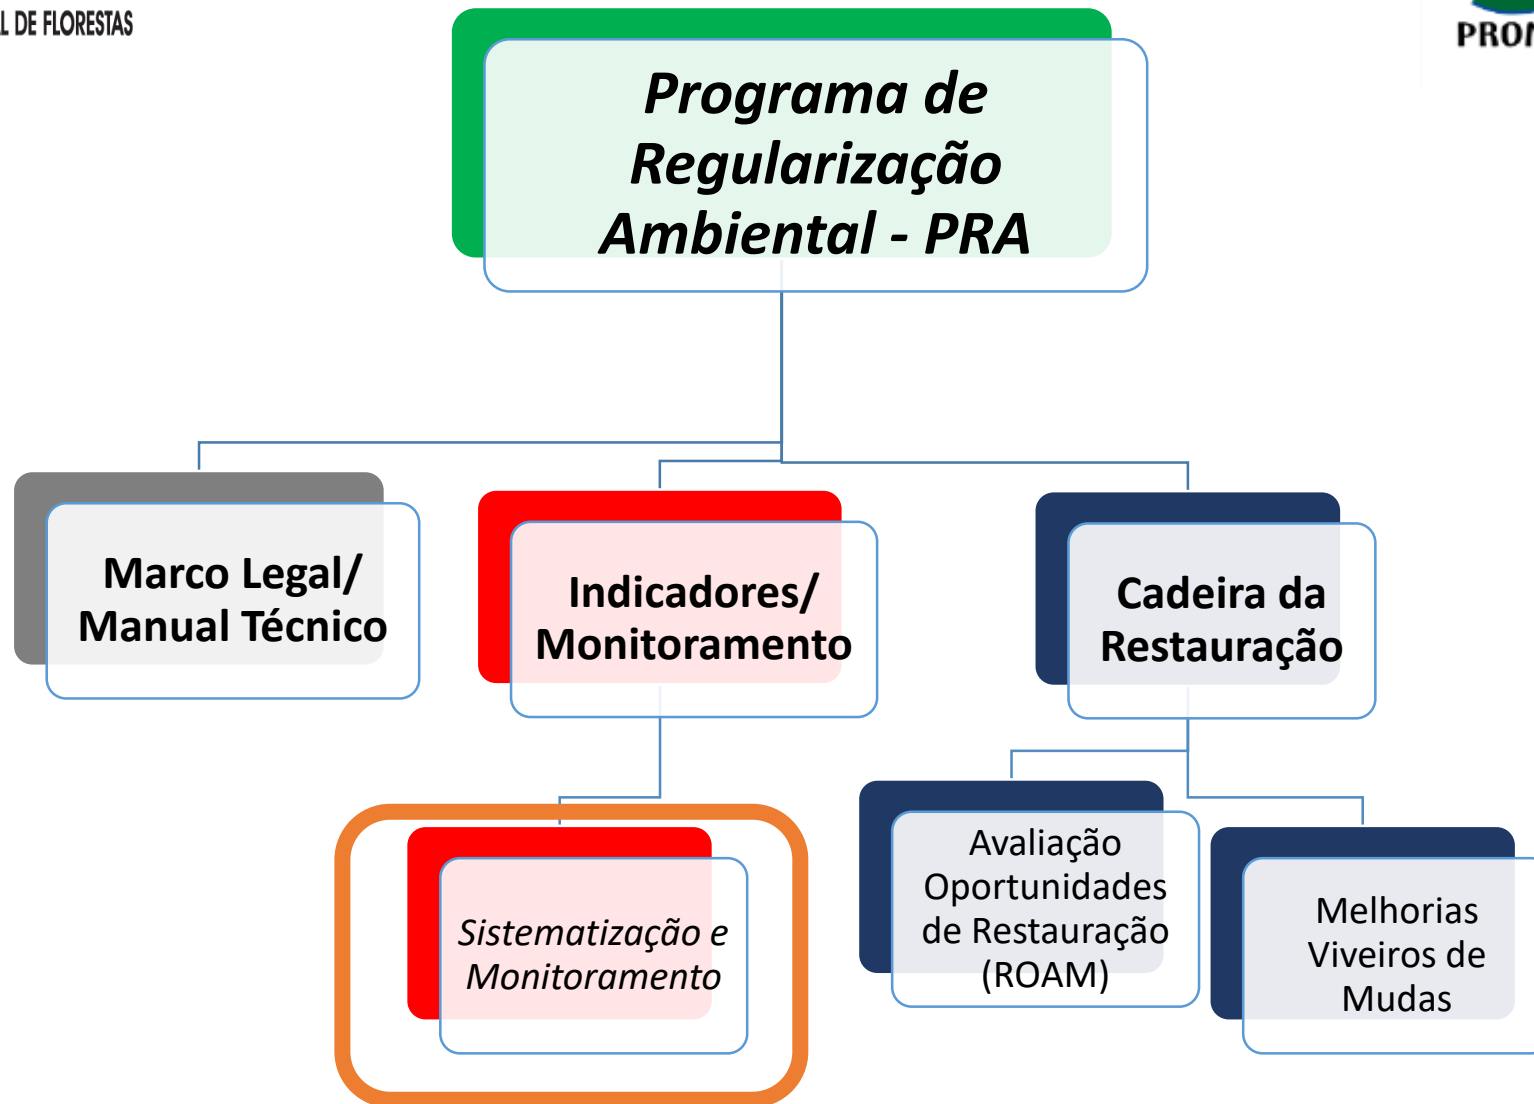 L DE FLORESTAS
Programa de
Regularização
Ambiental - PRA
Marco Legal/
Manual Técnico
Indicadores/
Monitoramento
Cadeira da
Restauração
Sistematização e
Monitoramento
Avaliação
Oportunidades
de Restauração
(ROAM)
Melhorias
Viveiros de
Mudas